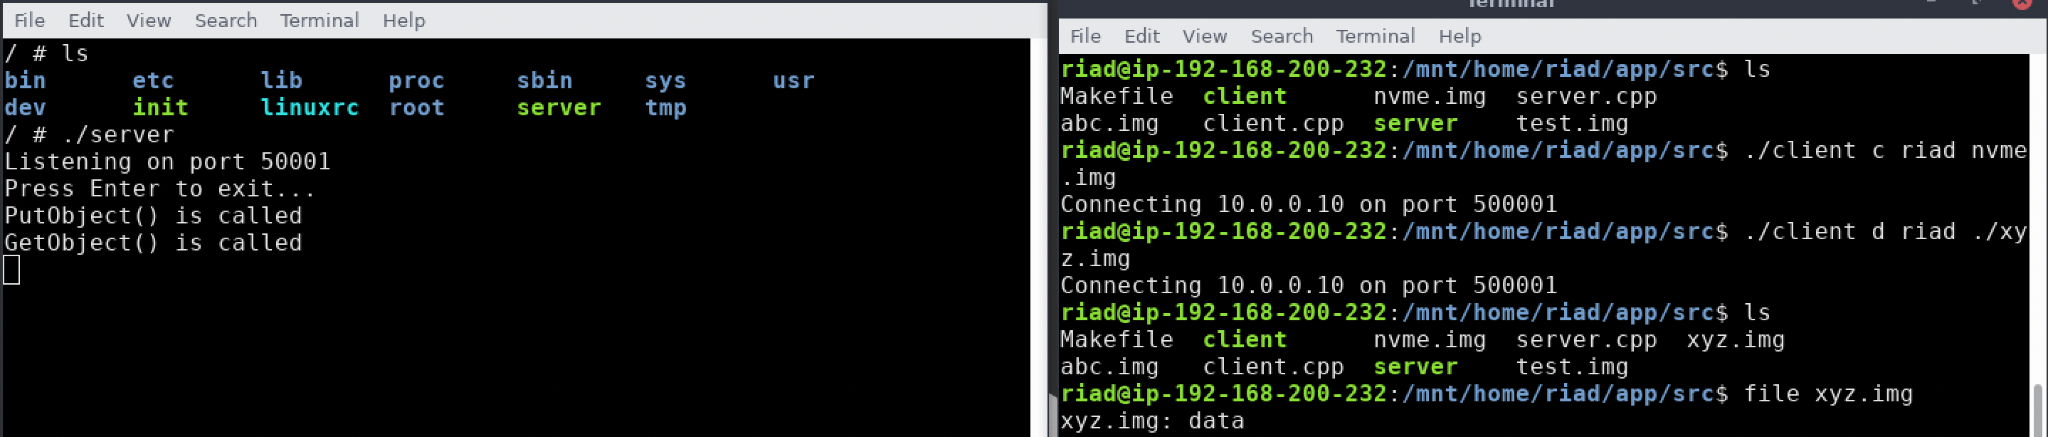 File Edit View Search Terminal Help
/ # ls
bin etc lib proc sbin sys usr
dev init linuxrc root server tmp
/ # ./server
Listening on port 50001
Press Enter to exit...
PutObject() is called
GetObject() is called
Terminal
File Edit View Search Terminal Help
riad@ip-192-168-200-232:/mnt/home/riad/app/src$ ls
Makefile client nvme.img server.cpp
abc.img client.cpp server test.img
riad@ip-192-168-200-232:/mnt/home/riad/app/src$ ./client c riad nvme
.img
Connecting 10.0.0.10 on port 500001
riad@ip-192-168-200-232:/mnt/home/riad/app/src$ ./client d riad ./xy
z.img
Connecting 10.0.0.10 on port 500001
riad@ip-192-168-200-232:/mnt/home/riad/app/src$ ls
Makefile client nvme.img server.cpp xyz.img
abc.img client.cpp server test.img
riad@ip-192-168-200-232:/mnt/home/riad/app/src$ file xyz.img
xyz.img: data